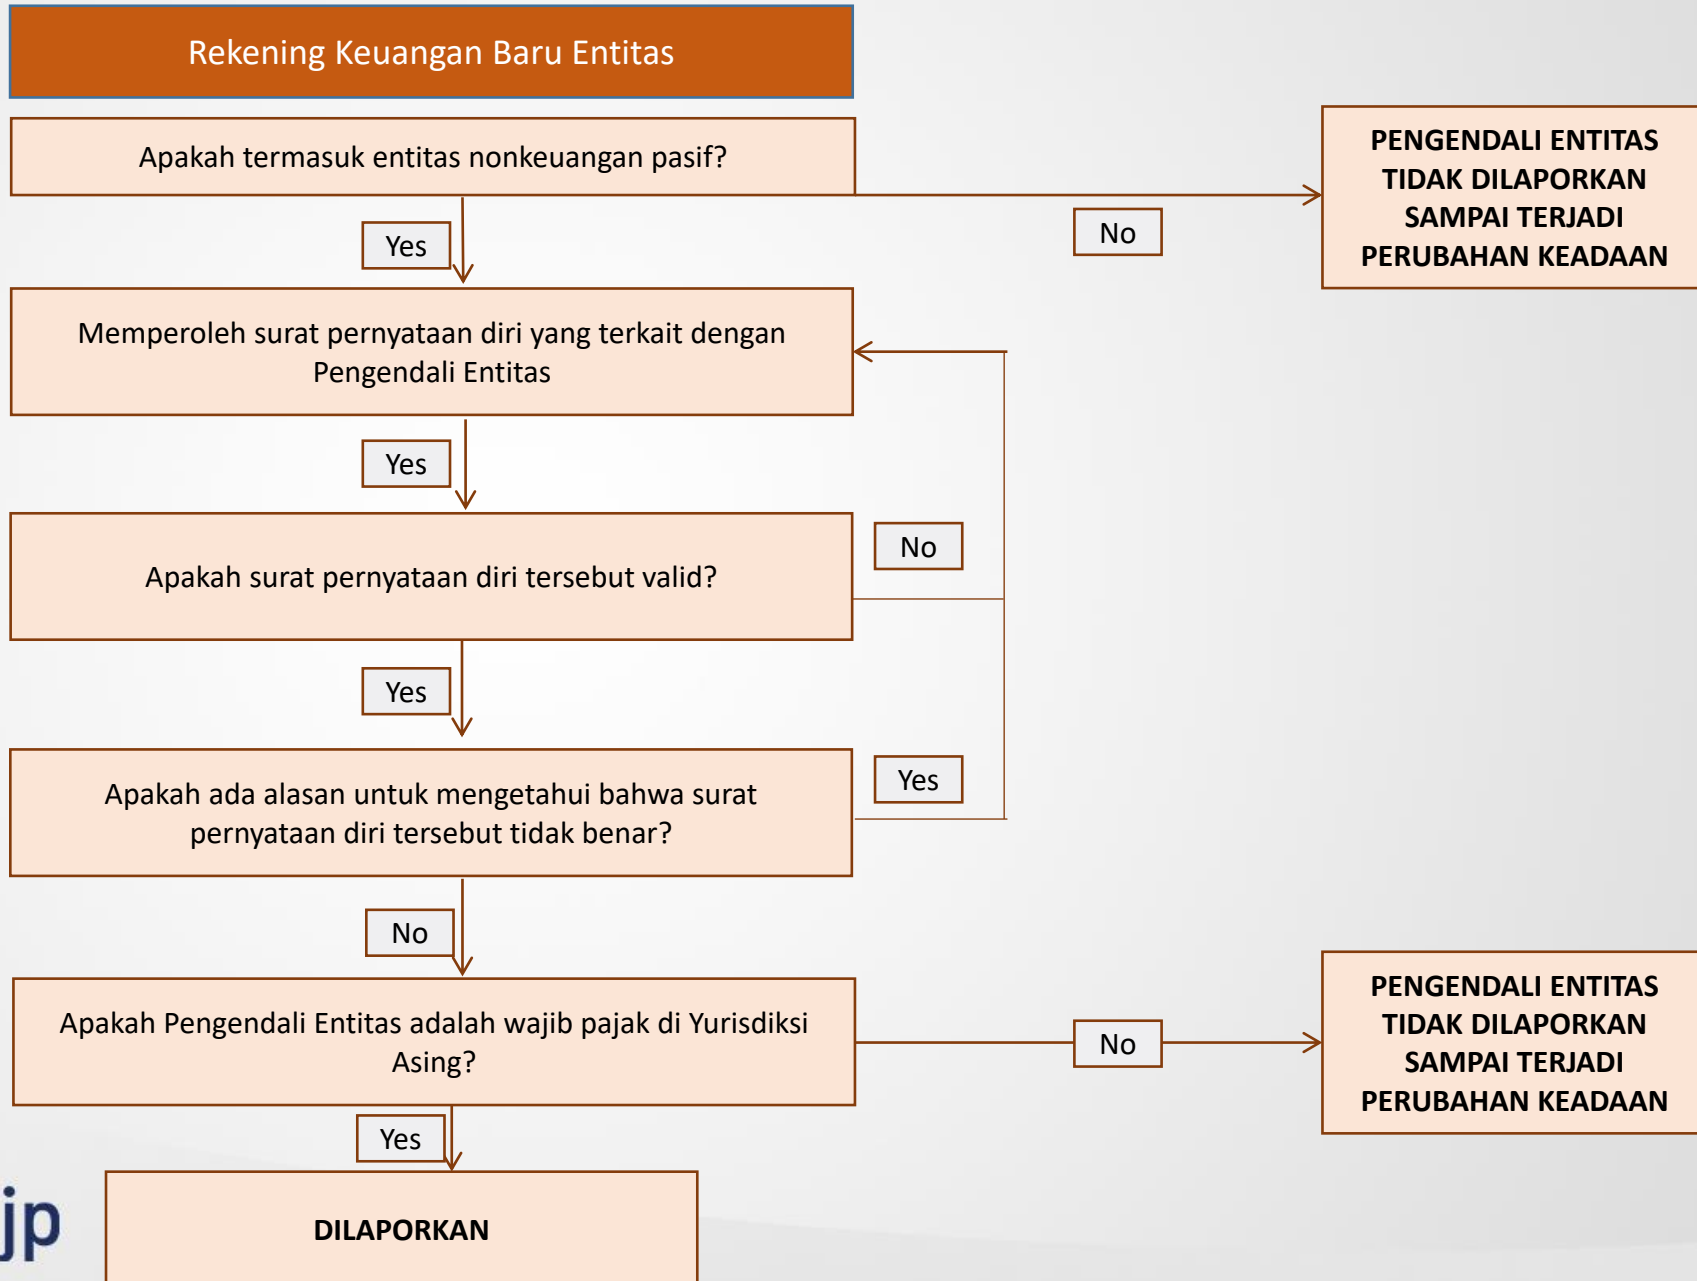 Rekening Keuangan Baru Entitas
Apakah termasuk entitas nonkeuangan pasif?
No
PENGENDALI ENTITAS
TIDAK DILAPORKAN
SAMPAI TERJADI
PERUBAHAN KEADAAN
Yes
Memperoleh surat pernyataan diri yang terkait dengan
Pengendali Entitas
Yes
Apakah surat pernyataan diri tersebut valid?
No
Yes
Apakah ada alasan untuk mengetahui bahwa surat
pernyataan diri tersebut tidak benar?
Yes
No
Apakah Pengendali Entitas adalah wajib pajak di Yurisdiksi
Asing?
No
PENGENDALI ENTITAS
TIDAK DILAPORKAN
SAMPAI TERJADI
PERUBAHAN KEADAAN
Yes
DILAPORKAN
jp